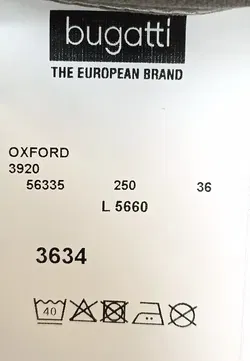 bugatti
THE EUROPEAN BRAND
OXFORD
3920
56335 250 36
L 5660
3634
40